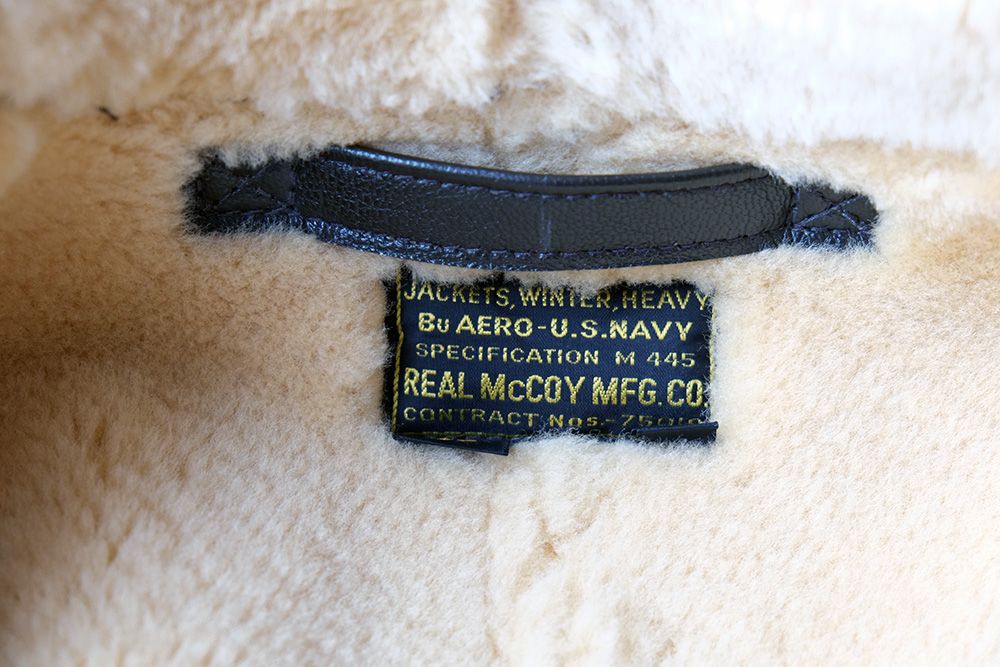 JACKETS, WINTER, HEAVY
Bu AERO-U.S.NAVY
SPECIFICATION M 445
REAL McCOY MFG.CO.
CONTRACT Nos.-